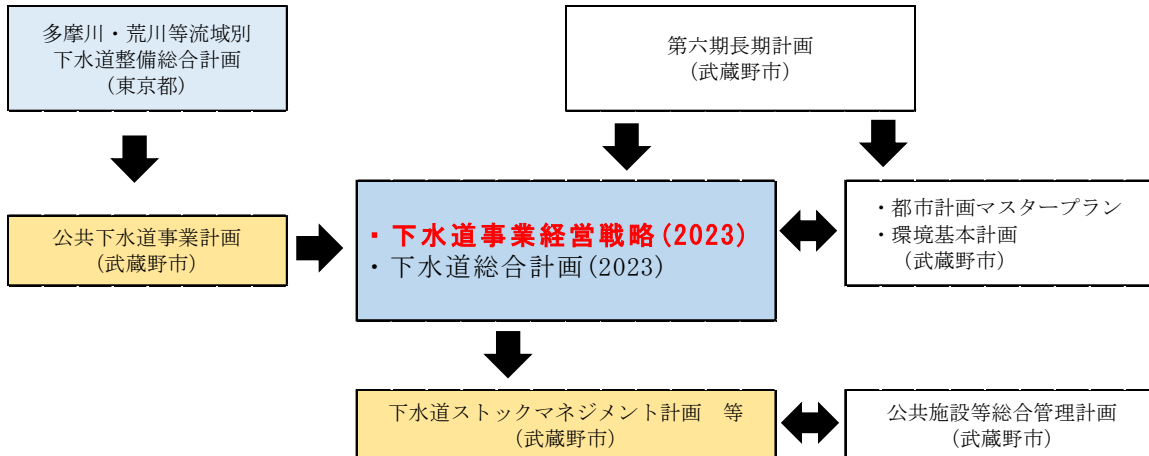 多摩川・荒川等流域別
下水道整備総合計画
(東京都)
第六期長期計画
(武蔵野市)
公共下水道事業計画
(武蔵野市)
・下水道事業経営戦略(2023)
・下水道総合計画(2023)
・都市計画マスタープラン
・環境基本計画
(武蔵野市)
下水道ストックマネジメント計画　等
(武蔵野市)
公共施設等総合管理計画
(武蔵野市)